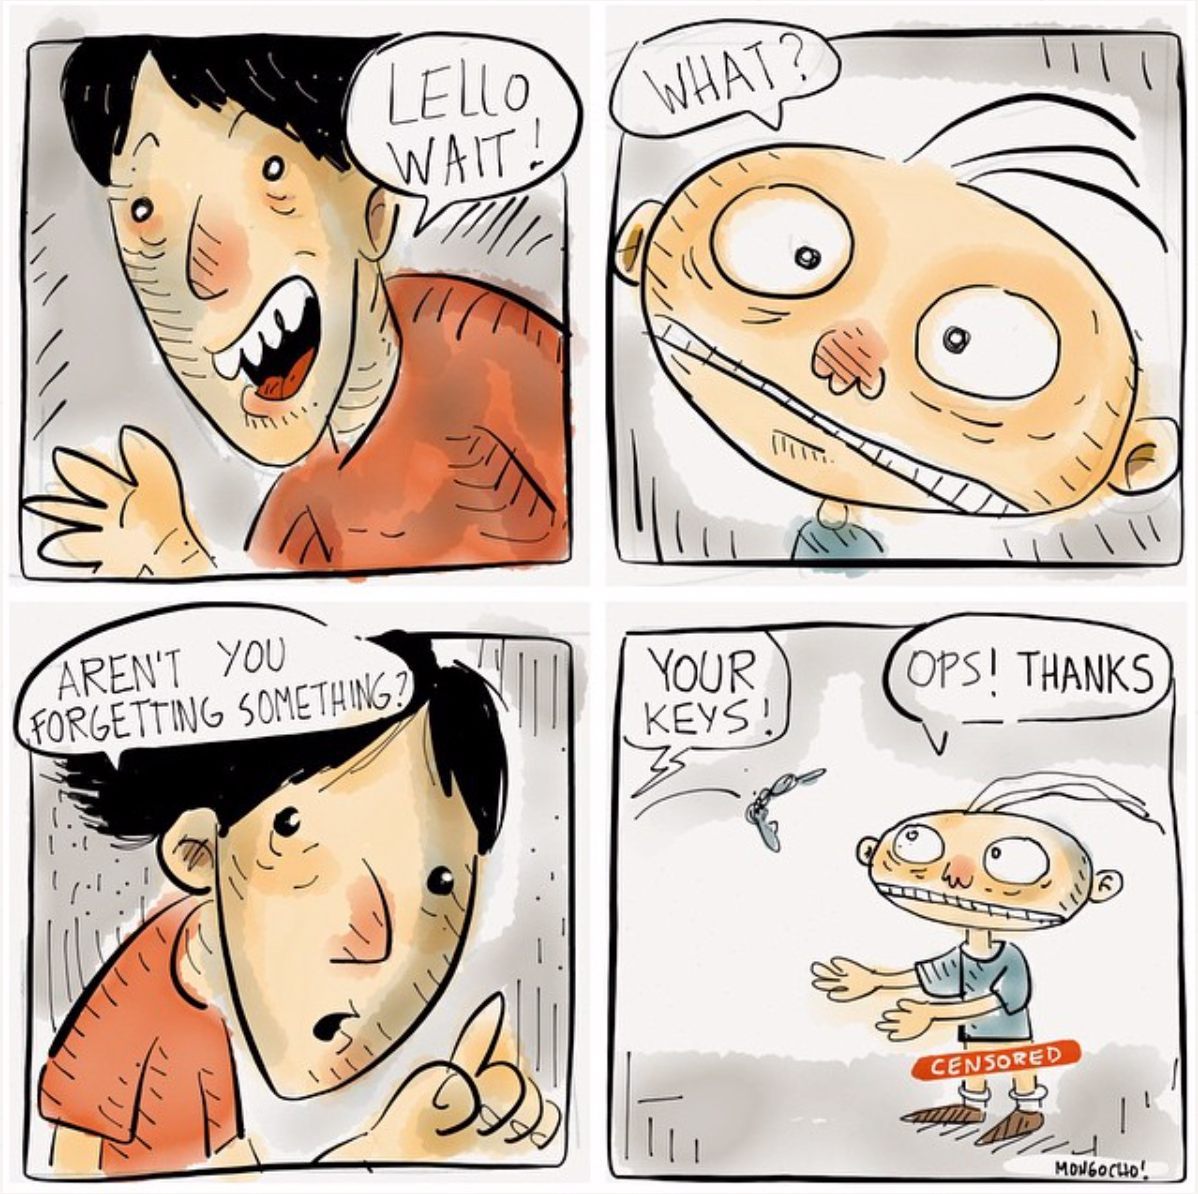 LELLO
WAIT!
WHAT?
AREN'T YOU
FORGETTING SOMETHING?
YOUR
KEYS!
OPS! THANKS
CENSORED
MONGOCHO!